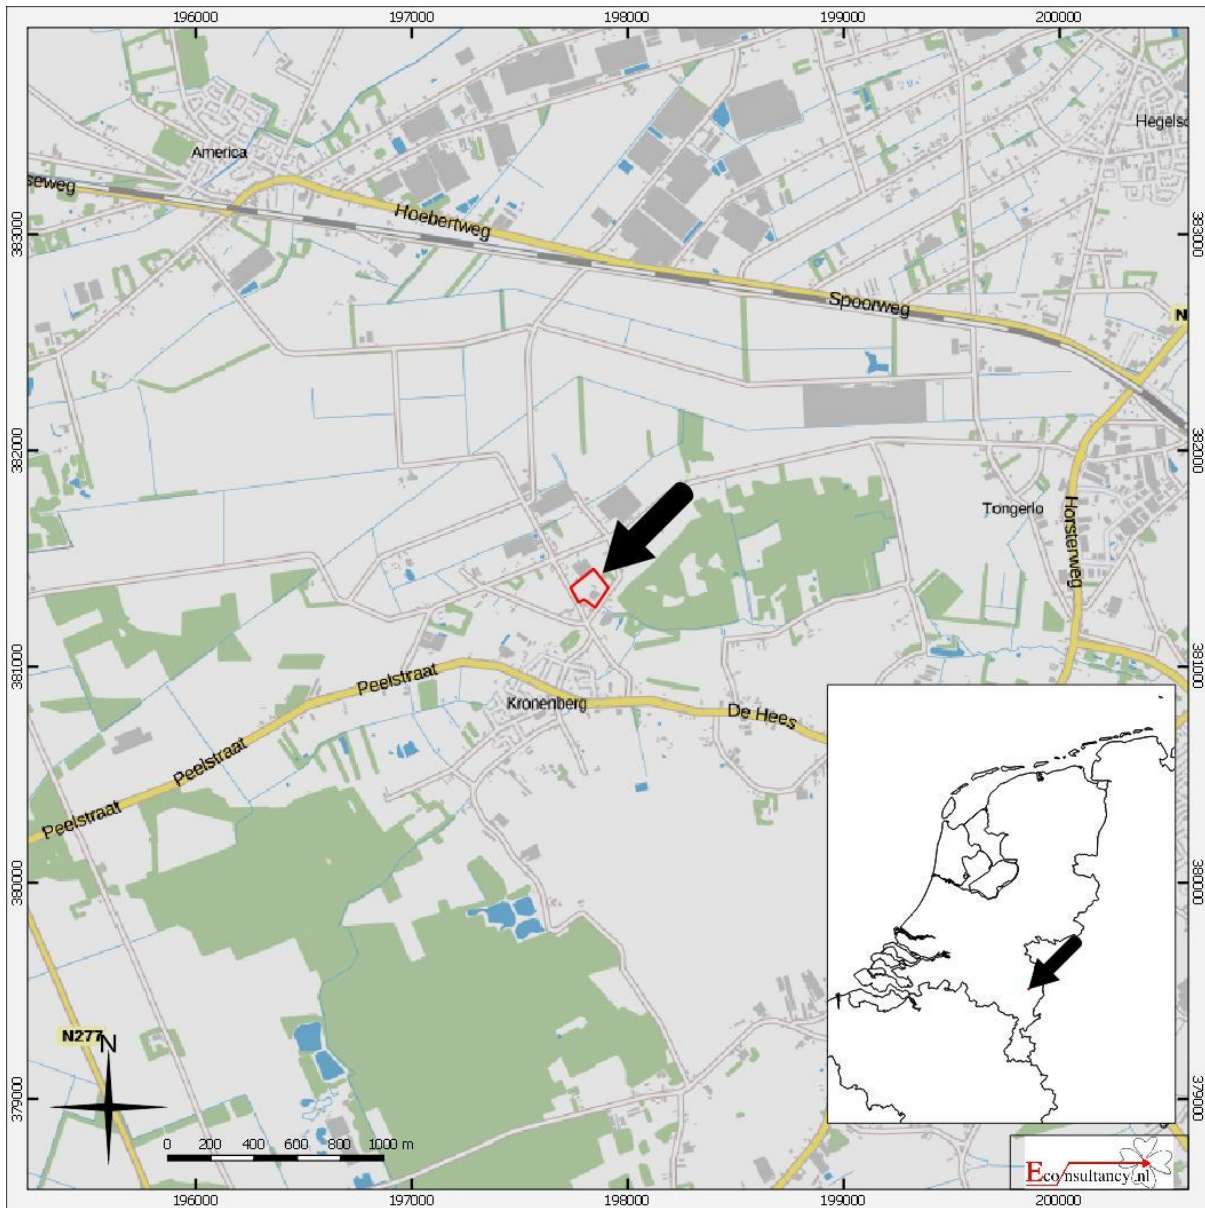 196000 197000 198000 199000 200000
Hegelso
America
seweg
Hoebertweg
383000
383000
Spoorweg
N
382000
382000
Tongerlo
Horsterweg
381000
381000
Peelstraat
Kronenberg
De Hees
Peelstraat
Peelstraat
380000
380000
N277
N
379000
379000
0 200 400 600 800 1000 m
Econsultancy.nl
196000 197000 198000 199000 200000